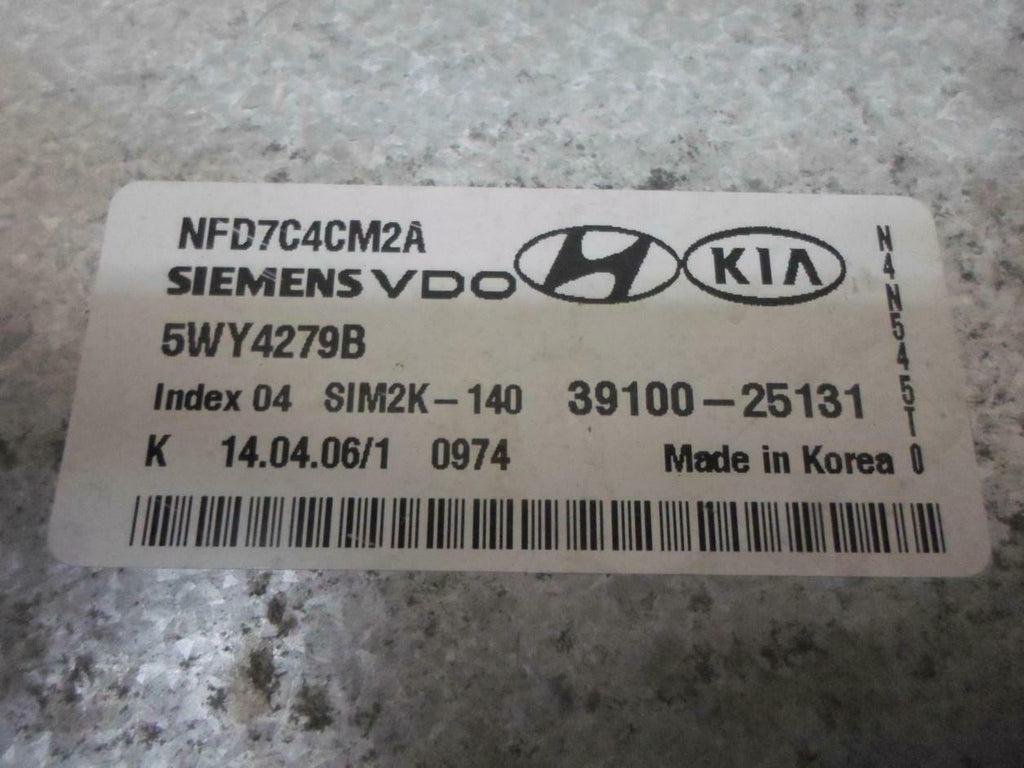 NFD7C4CM2A
SIEMENS VDO
KIA
5WY4279B
Index 04 SIM2K-140 39100-25131
K 14.04.06/1 0974 Made in Korea
N4N54545T0